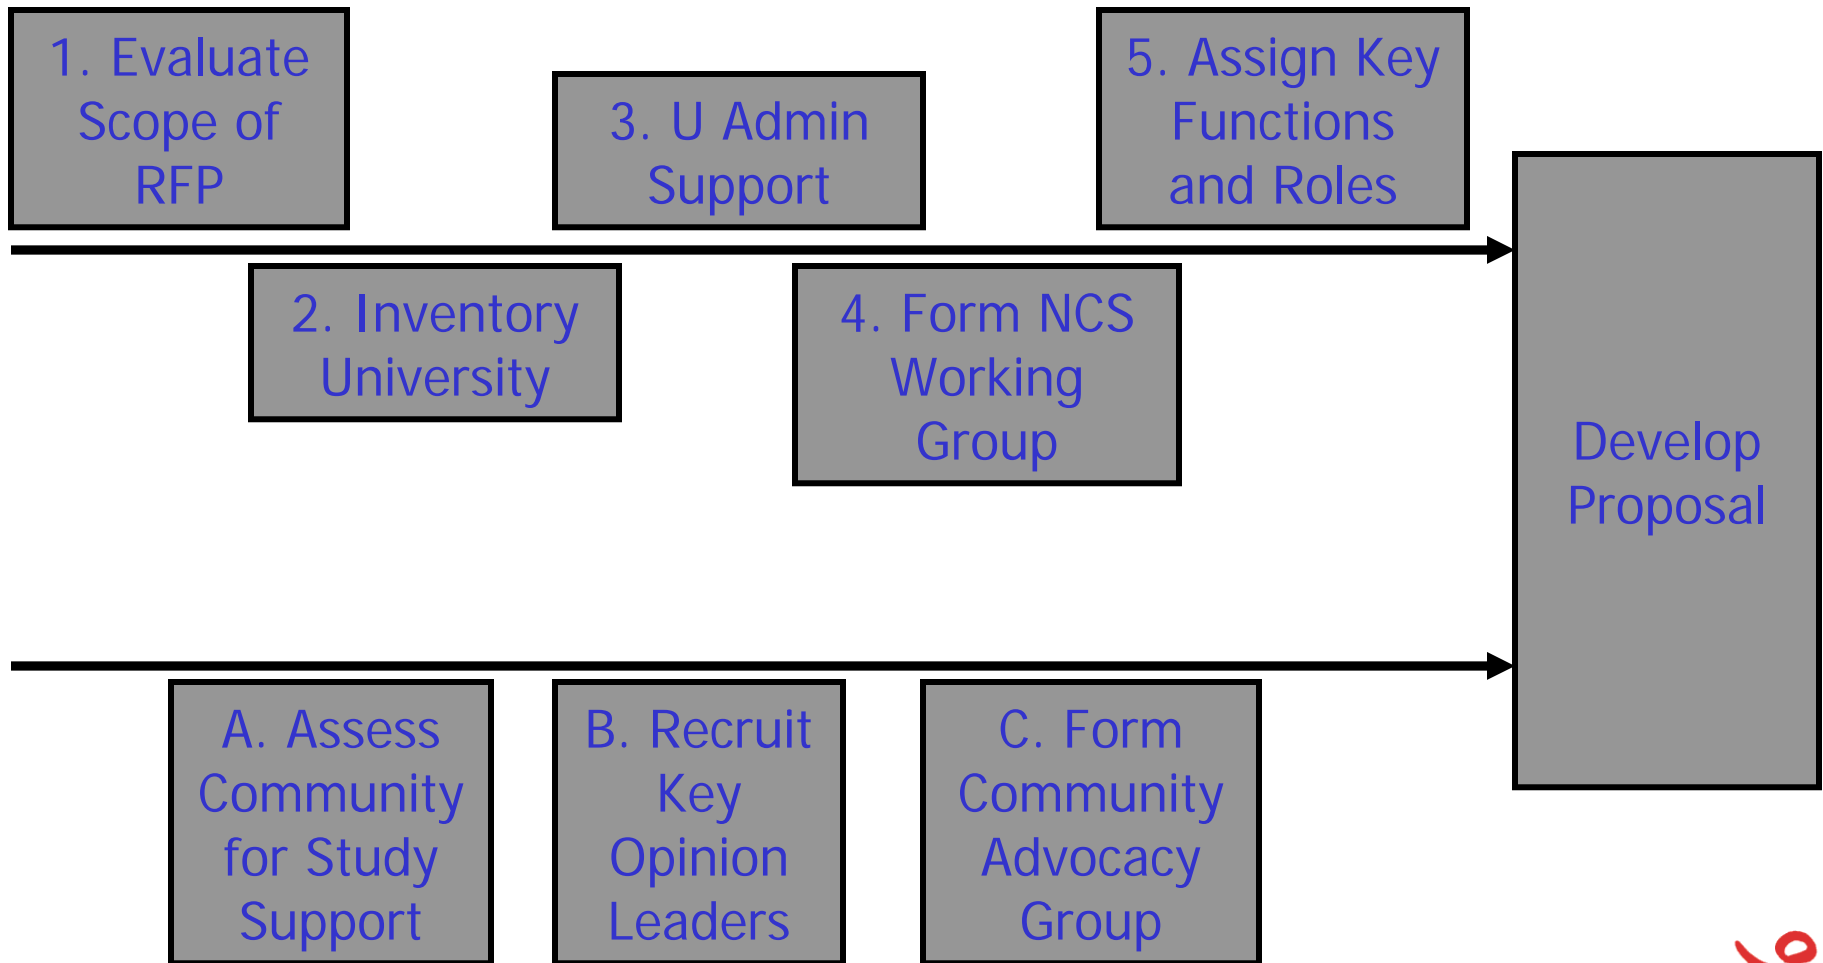 1. Evaluate
Scope of
RFP
2. Inventory
University
3. U Admin
Support
4. Form NCS
Working
Group
5. Assign Key
Functions
and Roles
Develop
Proposal
A. Assess
Community
for Study
Support
B. Recruit
Key
Opinion
Leaders
C. Form
Community
Advocacy
Group